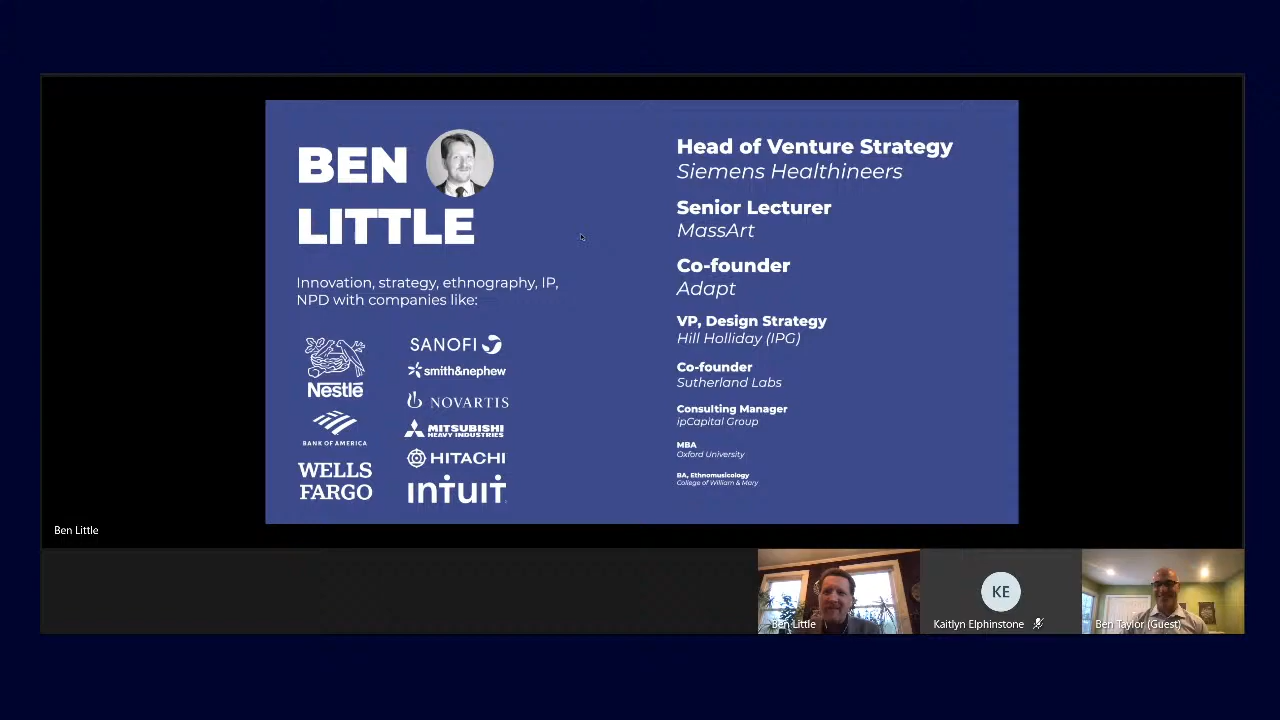 BEN
LITTLE
Innovation, strategy, ethnography, IP,
NPD with companies like:
Nestlé
BANK OF AMERICA
WELLS
FARGO
SANOFI
smith&nephew
NOVARTIS
MITSUBISHI
HEAVY INDUSTRIES
HITACHI
INTUIT
Head of Venture Strategy
Siemens Healthineers
Senior Lecturer
MassArt
Co-founder
Adapt
VP, Design Strategy
Hill Holliday (IPG)
Co-founder
Sutherland Labs
Consulting Manager
ipCapital Group
MBA
Oxford University
BA, Ethnomusicology
College of William & Mary
Ben Little
Ben Little
KE
Kaitlyn Elphinstone
Ben Taylor (Guest)